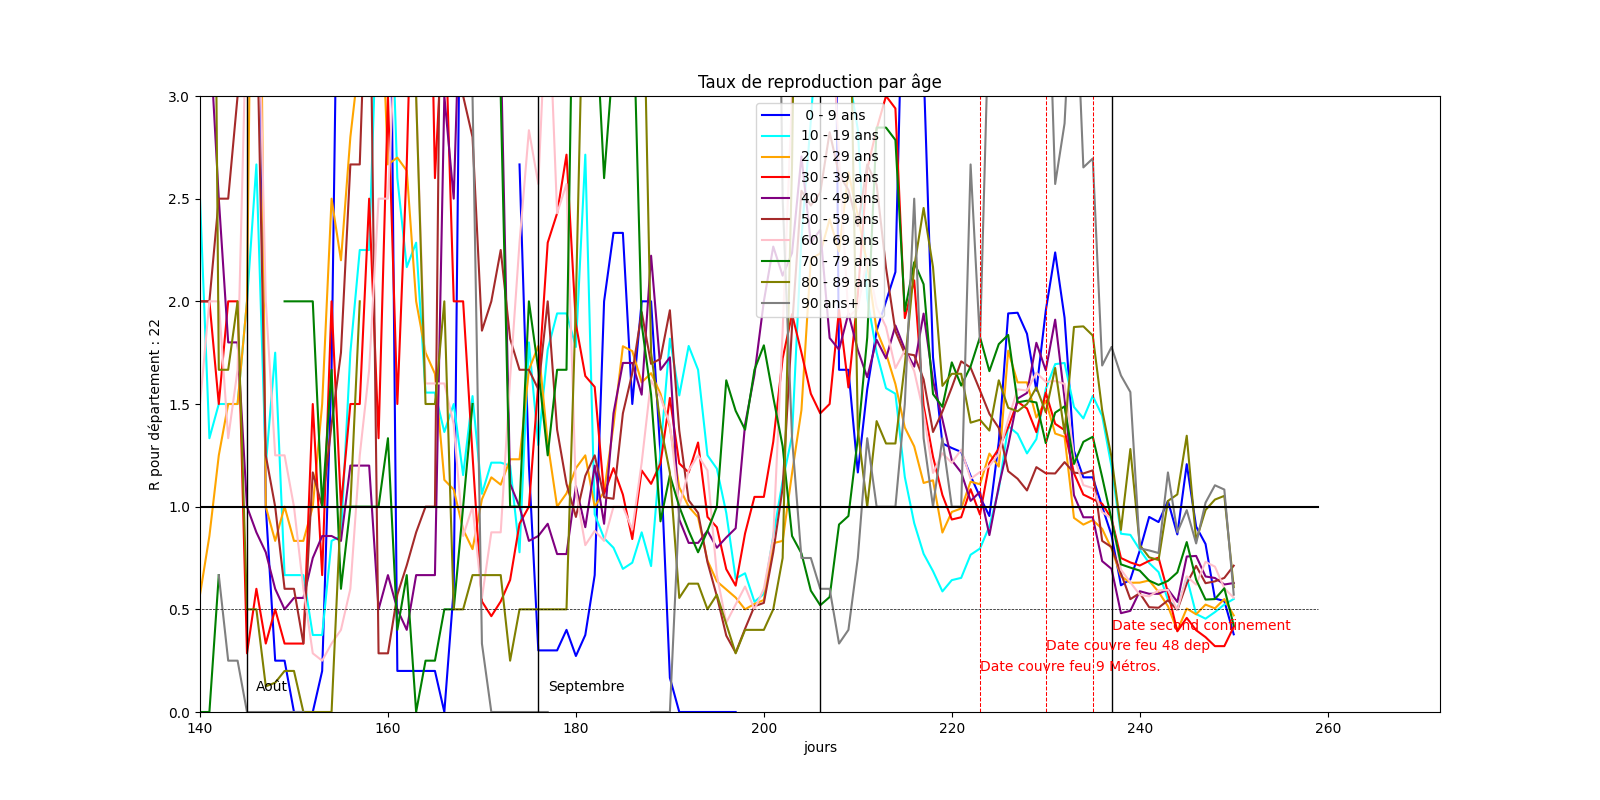 Taux de reproduction par âge
R pour département : 22
3.0
2.5
2.0
1.5
1.0
0.5
0.0
0 - 9 ans
10 - 19 ans
20 - 29 ans
30 - 39 ans
40 - 49 ans
50 - 59 ans
60 - 69 ans
70 - 79 ans
80 - 89 ans
90 ans+
Date second confinement
Date couvre feu 48 dep
Date couvre feu 9 Métros.
Août
Septembre
140
160
180
200
220
240
260
jours